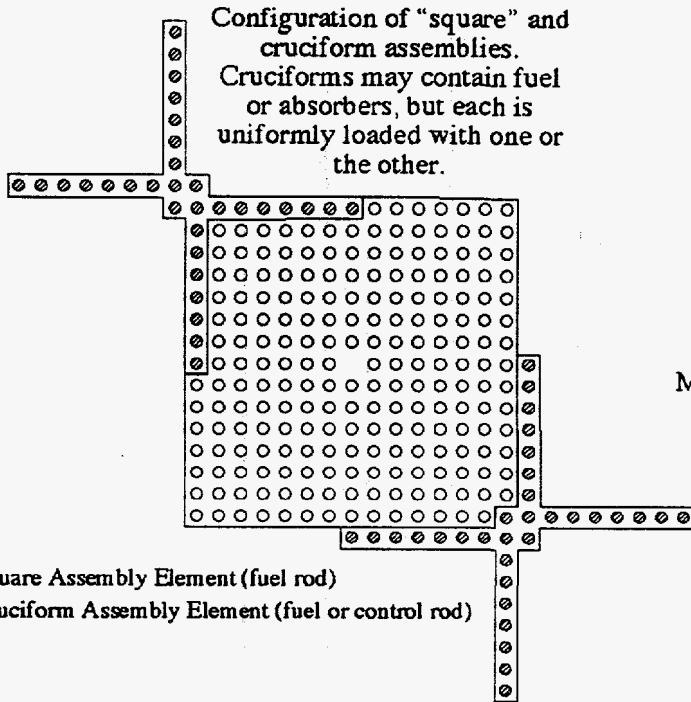 Configuration of "square" and
cruciform assemblies.
Cruciforms may contain fuel
or absorbers, but each is
uniformly loaded with one or
the other.
M
uare Assembly Element (fuel rod)
uciform Assembly Element (fuel or control rod)